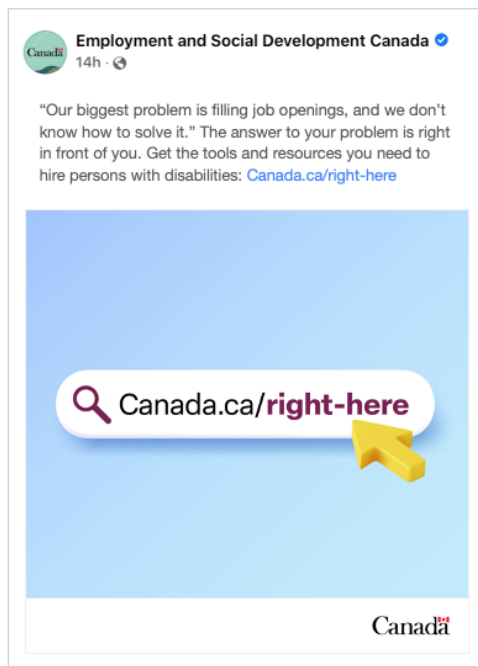 Canada
Employment and Social Development Canada
14h ·
“Our biggest problem is filling job openings, and we don’t
know how to solve it.” The answer to your problem is right
in front of you. Get the tools and resources you need to
hire persons with disabilities: Canada.ca/right-here
Canada.ca/right-here
Canada